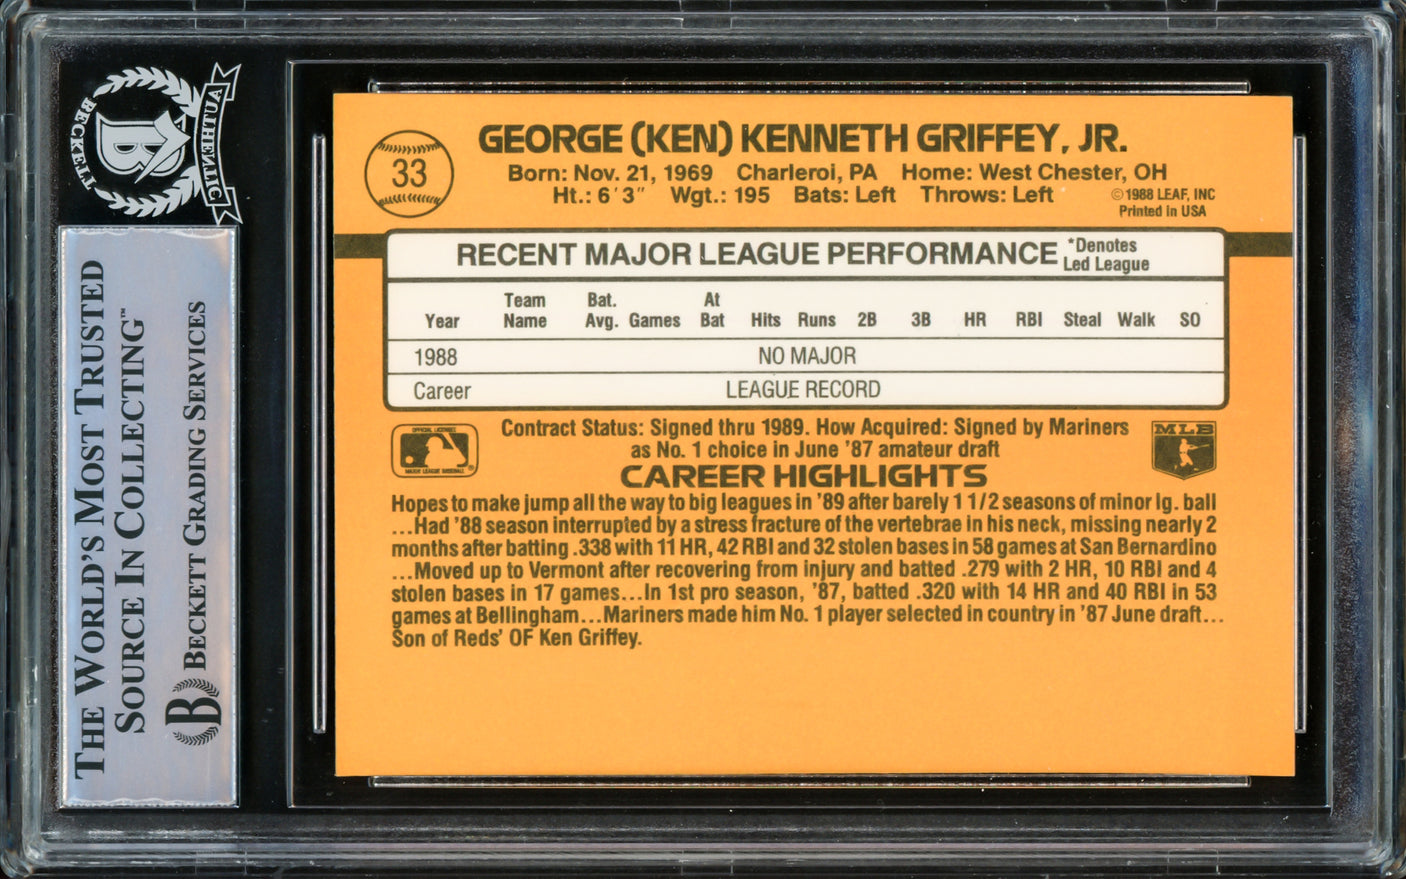 BECKETT
AUTHENTIC
B
THE WORLD'S MOST TRUSTED
SOURCE IN COLLECTING™
B BECKETT GRADING SERVICES
33
GEORGE (KEN) KENNETH GRIFFEY, JR.
Born: Nov. 21, 1969 Charleroi, PA Home: West Chester, OH
Ht.: 6'3" Wgt.: 195 Bats: Left Throws: Left
©1988 LEAF, INC
Printed in USA
RECENT MAJOR LEAGUE PERFORMANCE *Denotes
Led League
Year Team Name Bat. Avg. Games At Bat Hits Runs 2B 3B HR RBI Steal Walk SO
1988 NO MAJOR
Career LEAGUE RECORD
OFFICIAL LICENSEE
MAJOR LEAGUE BASEBALL ®
Contract Status: Signed thru 1989. How Acquired: Signed by Mariners
as No. 1 choice in June '87 amateur draft
MLB
CAREER HIGHLIGHTS
Hopes to make jump all the way to big leagues in '89 after barely 1 1/2 seasons of minor lg. ball
...Had '88 season interrupted by a stress fracture of the vertebrae in his neck, missing nearly 2
months after batting .338 with 11 HR, 42 RBI and 32 stolen bases in 58 games at San Bernardino
...Moved up to Vermont after recovering from injury and batted .279 with 2 HR, 10 RBI and 4
stolen bases in 17 games...In 1st pro season, '87, batted .320 with 14 HR and 40 RBI in 53
games at Bellingham...Mariners made him No. 1 player selected in country in '87 June draft...
Son of Reds' OF Ken Griffey.